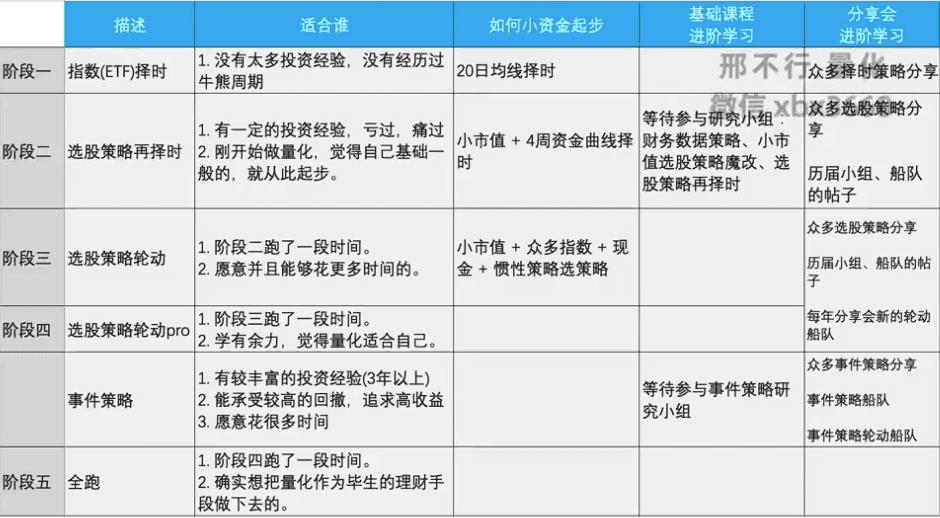 描述
适合谁
如何小资金起步
基础课程
进阶学习
分享会
进阶学习
阶段一
指数(ETF)择时
1. 没有太多投资经验，没有经历过
牛熊周期
20日均线择时
众多择时策略分享
邢不行 量化
微信 xbx3660
阶段二
选股策略再择时
1. 有一定的投资经验，亏过，痛过
2. 刚开始做量化，觉得自己基础一
般的，就从此起步。
小市值 + 4周资金曲线择
时
等待参与研究小组：
财务数据策略、小市
值选股策略魔改、选
股策略再择时
众多选股策略分
享
历届小组、船队
的帖子
阶段三
选股策略轮动
1. 阶段二跑了一段时间。
2. 愿意并且能够花更多时间的。
小市值 + 众多指数 + 现
金 + 惯性策略选策略
众多选股策略分享
历届小组、船队的帖
子
每年分享会新的轮动
船队
阶段四
选股策略轮动pro
1. 阶段三跑了一段时间。
2. 学有余力，觉得量化适合自己。
事件策略
1. 有较丰富的投资经验(3年以上)
2. 能承受较高的回撤，追求高收益
3. 愿意花很多时间
等待参与事件策略研
究小组
众多事件策略分享
事件策略船队
事件策略轮动船队
阶段五
全跑
1. 阶段四跑了一段时间。
2. 确实想把量化作为毕生的理财手
段做下去的。